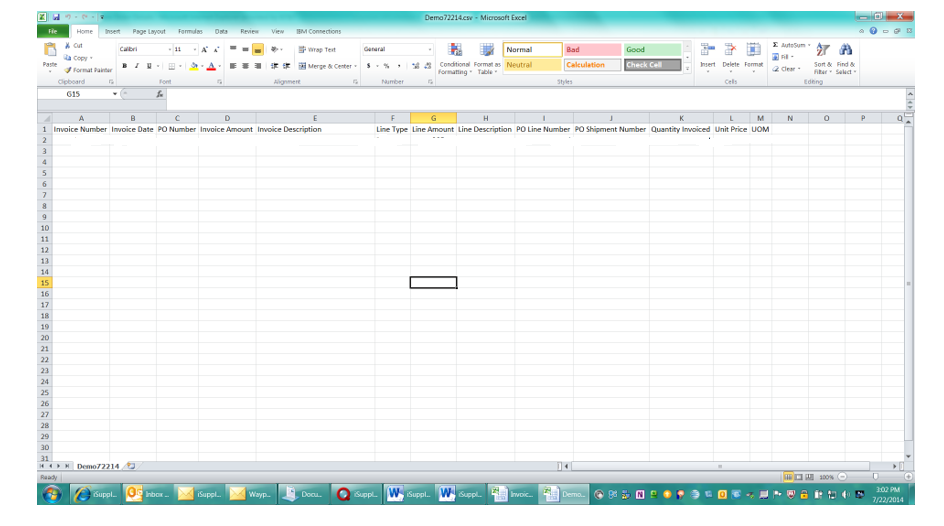 Demo72214.csv - Microsoft Excel
File Home Insert Page Layout Formulas Data Review View IBM Connections
Cut
Copy
Format Painter
Paste
Clipboard
Calibri 11
B I U
Font
Wrap Text
Merge & Center
Alignment
General
$ % ,
Number
Conditional Formatting
Format as Table
Normal Bad Good
Neutral Calculation Check Cell
Styles
Insert Delete Format
Cells
AutoSum
Fill
Clear
Sort & Filter
Find & Select
Editing
G15 fx
A B C D E F G H I J K L M N O P Q
1 Invoice Number Invoice Date PO Number Invoice Amount Invoice Description Line Type Line Amount Line Description PO Line Number PO Shipment Number Quantity Invoiced Unit Price UOM
2
3
4
5
6
7
8
9
10
11
12
13
14
15
16
17
18
19
20
21
22
23
24
25
26
27
28
29
30
31
Demo72214
Ready 100%
iSuppl... Inbox ... iSuppl... Wayp... Docu... iSuppl... iSuppl... iSuppl... Invoic... Demo...
3:02 PM
7/22/2014